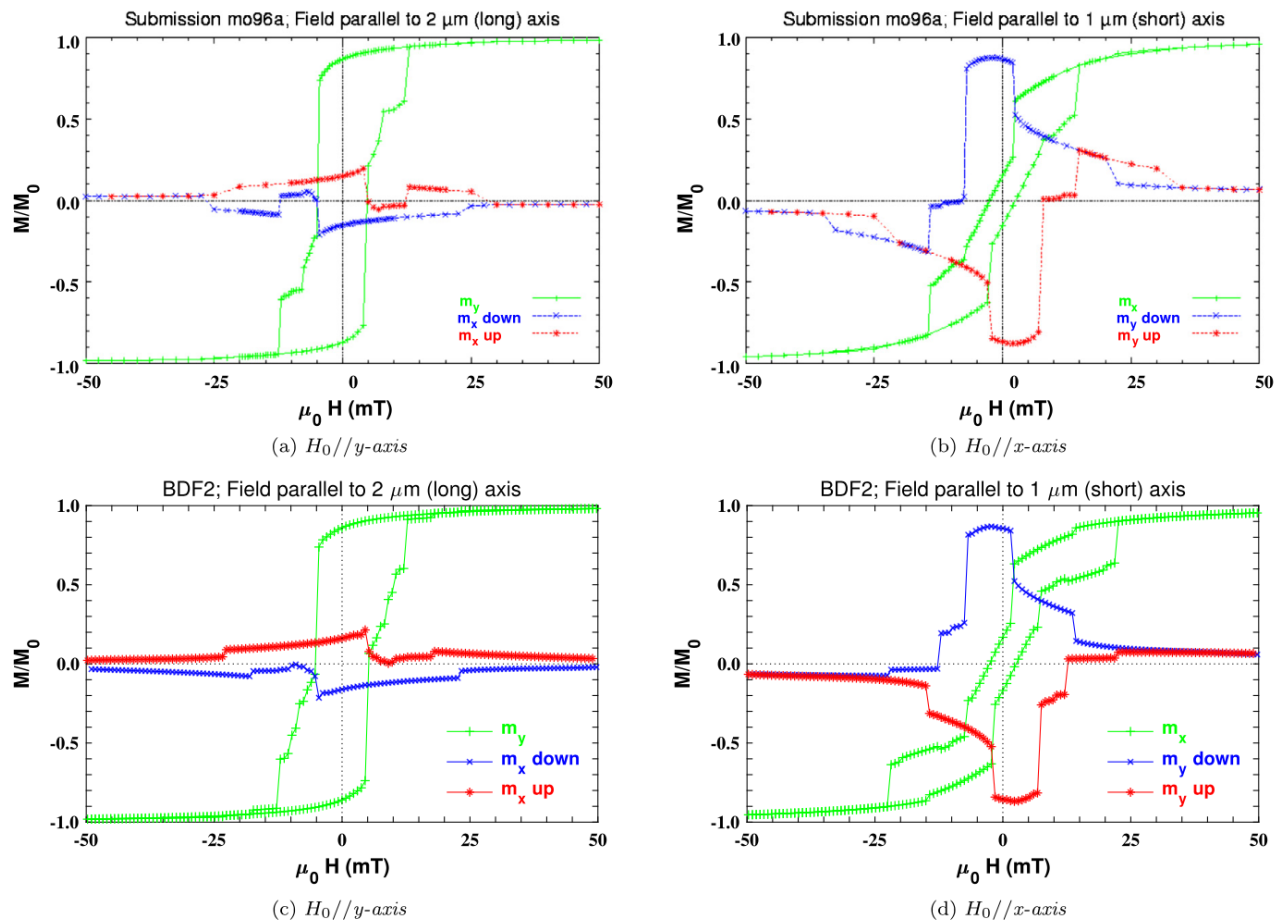 Submission mo96a; Field parallel to 2 µm (long) axis
1.0
0.5
0.0
-0.5
-1.0
M/M0
my
mx down
mx up
-50 -25 0 25 50
μ0 H (mT)
(a) H0//y-axis
Submission mo96a; Field parallel to 1 µm (short) axis
1.0
0.5
0.0
-0.5
-1.0
M/M0
mx
my down
my up
-50 -25 0 25 50
μ0 H (mT)
(b) H0//x-axis
BDF2; Field parallel to 2 μm (long) axis
1.0
0.5
0.0
-0.5
-1.0
M/M0
my
mx down
mx up
-50 -25 0 25 50
μ0 H (mT)
(c) H0//y-axis
BDF2; Field parallel to 1 μm (short) axis
1.0
0.5
0.0
-0.5
-1.0
M/M0
mx
my down
my up
-50 -25 0 25 50
μ0 H (mT)
(d) H0//x-axis